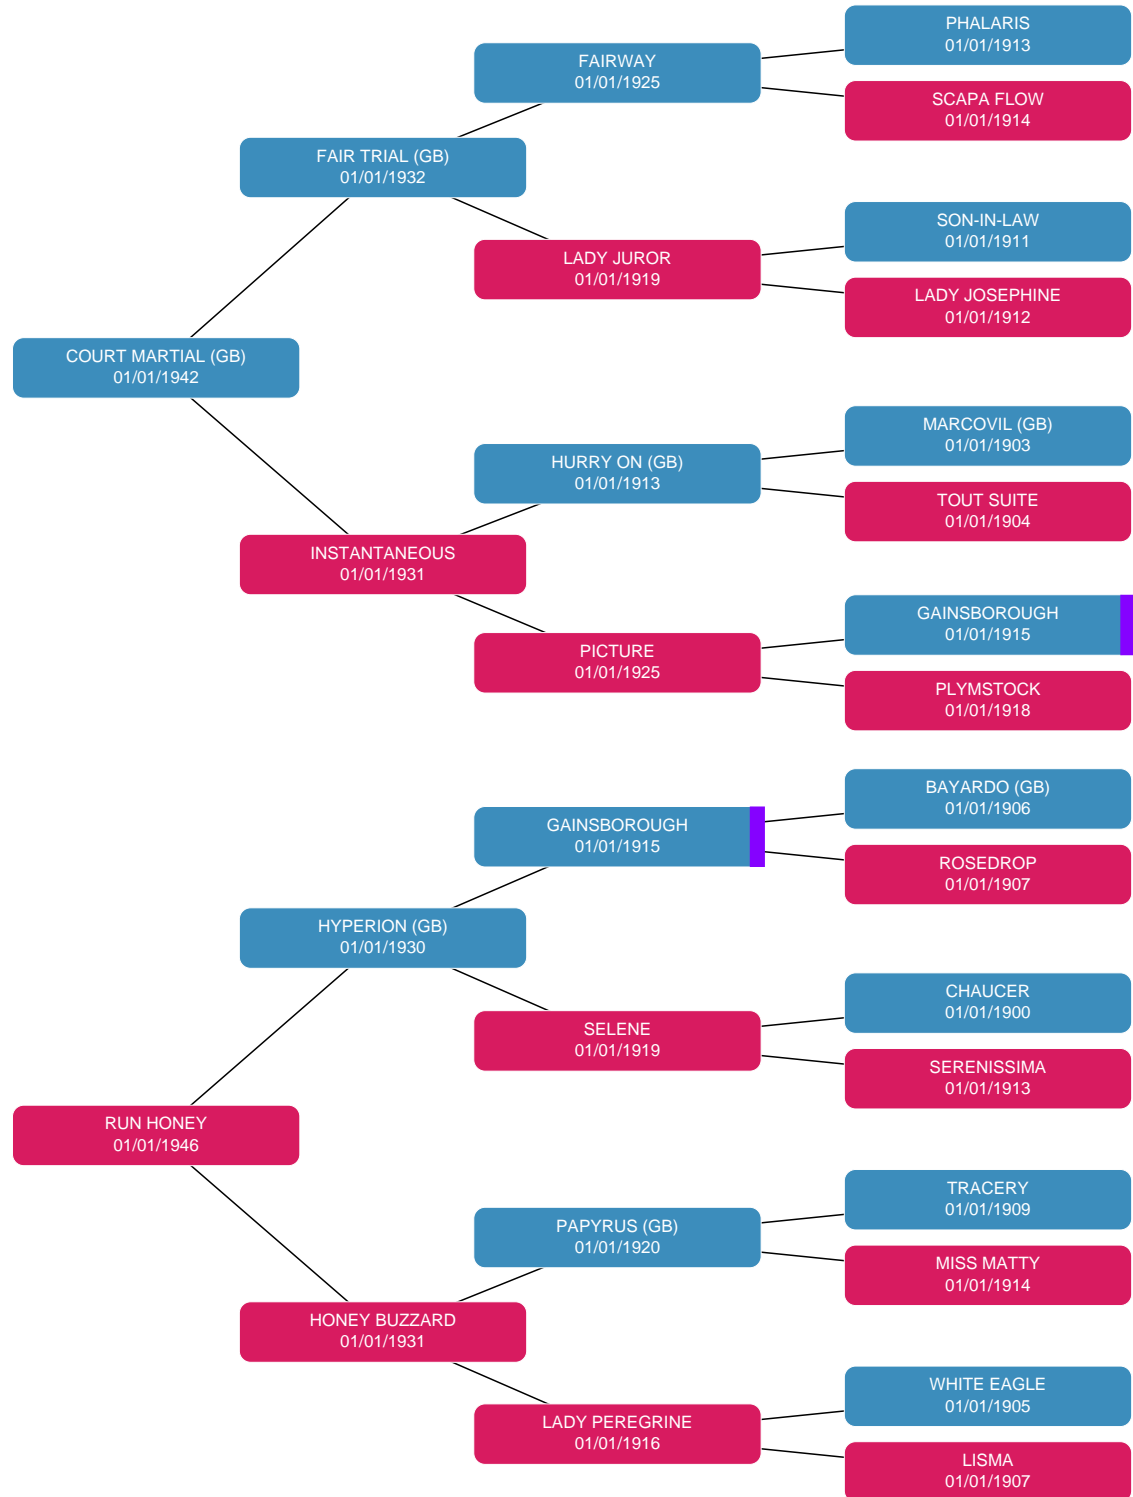 PHALARIS
01/01/1913
FAIRWAY
01/01/1925
SCAPA FLOW
01/01/1914
FAIR TRIAL (GB)
01/01/1932
SON-IN-LAW
01/01/1911
LADY JUROR
01/01/1919
LADY JOSEPHINE
01/01/1912
COURT MARTIAL (GB)
01/01/1942
MARCOVIL (GB)
01/01/1903
HURRY ON (GB)
01/01/1913
TOUT SUITE
01/01/1904
INSTANTANEOUS
01/01/1931
GAINSBOROUGH
01/01/1915
PICTURE
01/01/1925
PLYMSTOCK
01/01/1918
BAYARDO (GB)
01/01/1906
GAINSBOROUGH
01/01/1915
ROSEDROP
01/01/1907
HYPERION (GB)
01/01/1930
CHAUCER
01/01/1900
SELENE
01/01/1919
SERENISSIMA
01/01/1913
RUN HONEY
01/01/1946
TRACERY
01/01/1909
PAPYRUS (GB)
01/01/1920
MISS MATTY
01/01/1914
HONEY BUZZARD
01/01/1931
WHITE EAGLE
01/01/1905
LADY PEREGRINE
01/01/1916
LISMA
01/01/1907